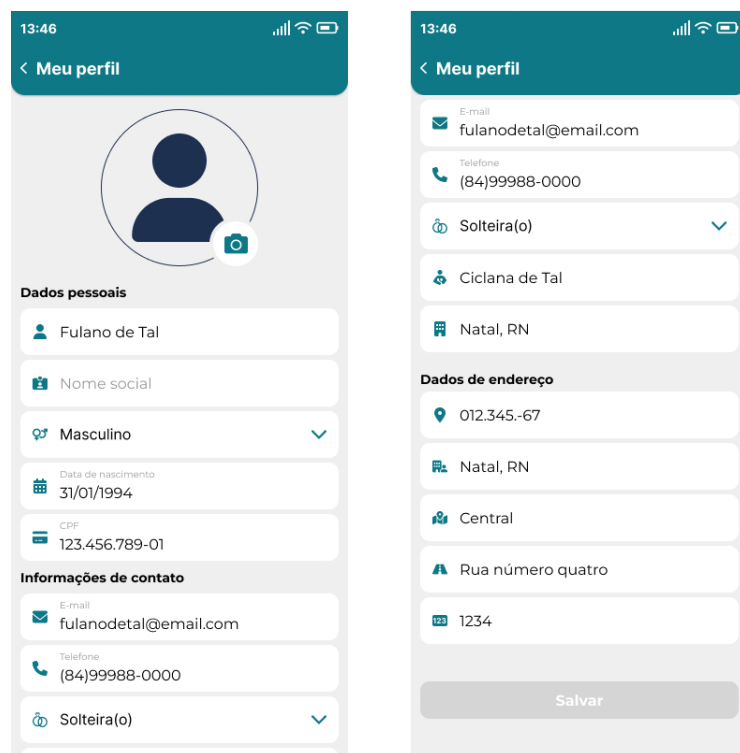 13:46
Meu perfil
Dados pessoais
Fulano de Tal
Nome social
Masculino
Data de nascimento
31/01/1994
CPF
123.456.789-01
Informações de contato
E-mail
fulanodetal@email.com
Telefone
(84)99988-0000
Solteira(o)
13:46
Meu perfil
E-mail
fulanodetal@email.com
Telefone
(84)99988-0000
Solteira(o)
Ciclana de Tal
Natal, RN
Dados de endereço
012.345.-67
Natal, RN
Central
Rua número quatro
123 1234
Salvar